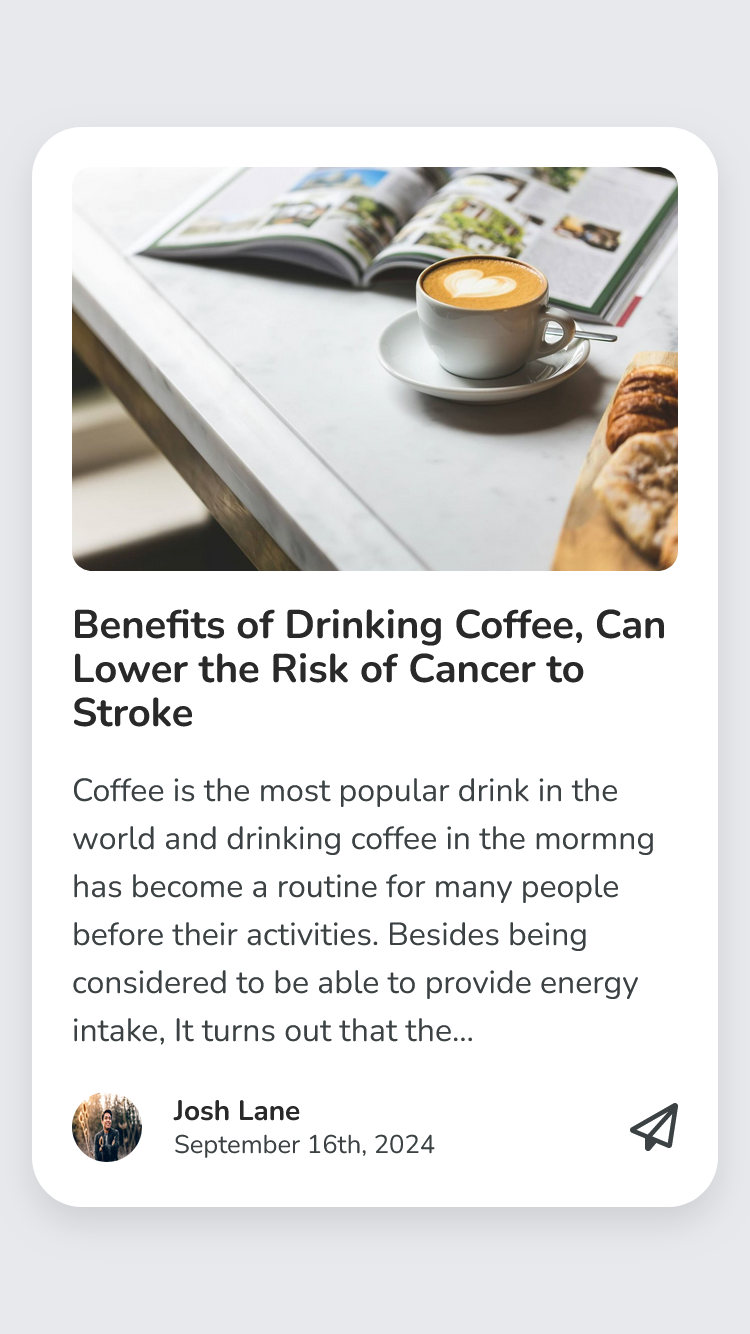 Benefits of Drinking Coffee, Can
Lower the Risk of Cancer to
Stroke
Coffee is the most popular drink in the
world and drinking coffee in the mormng
has become a routine for many people
before their activities. Besides being
considered to be able to provide energy
intake, It turns out that the...
Josh Lane
September 16th, 2024